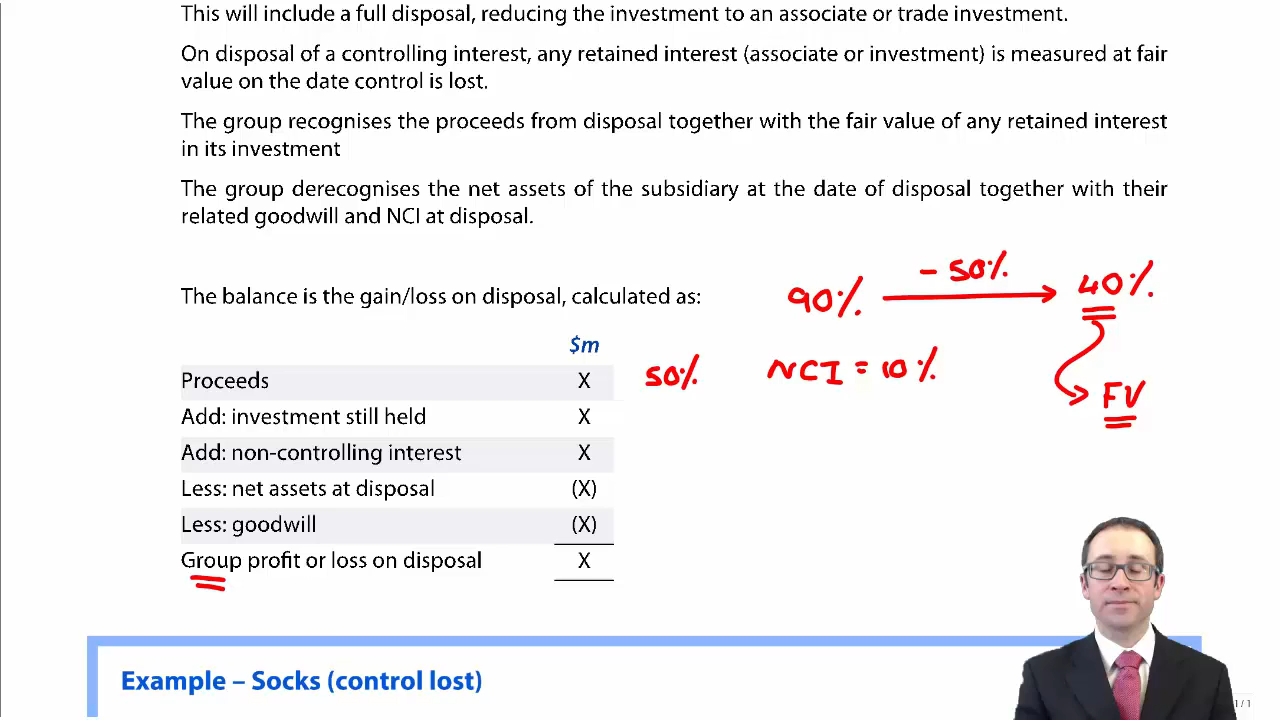 This will include a full disposal, reducing the investment to an associate or trade investment.
On disposal of a controlling interest, any retained interest (associate or investment) is measured at fair
value on the date control is lost.
The group recognises the proceeds from disposal together with the fair value of any retained interest
in its investment
The group derecognises the net assets of the subsidiary at the date of disposal together with their
related goodwill and NCI at disposal.
The balance is the gain/loss on disposal, calculated as:
90% - 50% 40%
$m
Proceeds X 50% NCI = 10%
FV
Add: investment still held X
Add: non-controlling interest X
Less: net assets at disposal (X)
Less: goodwill (X)
Group profit or loss on disposal X
Example – Socks (control lost)
1 / 1